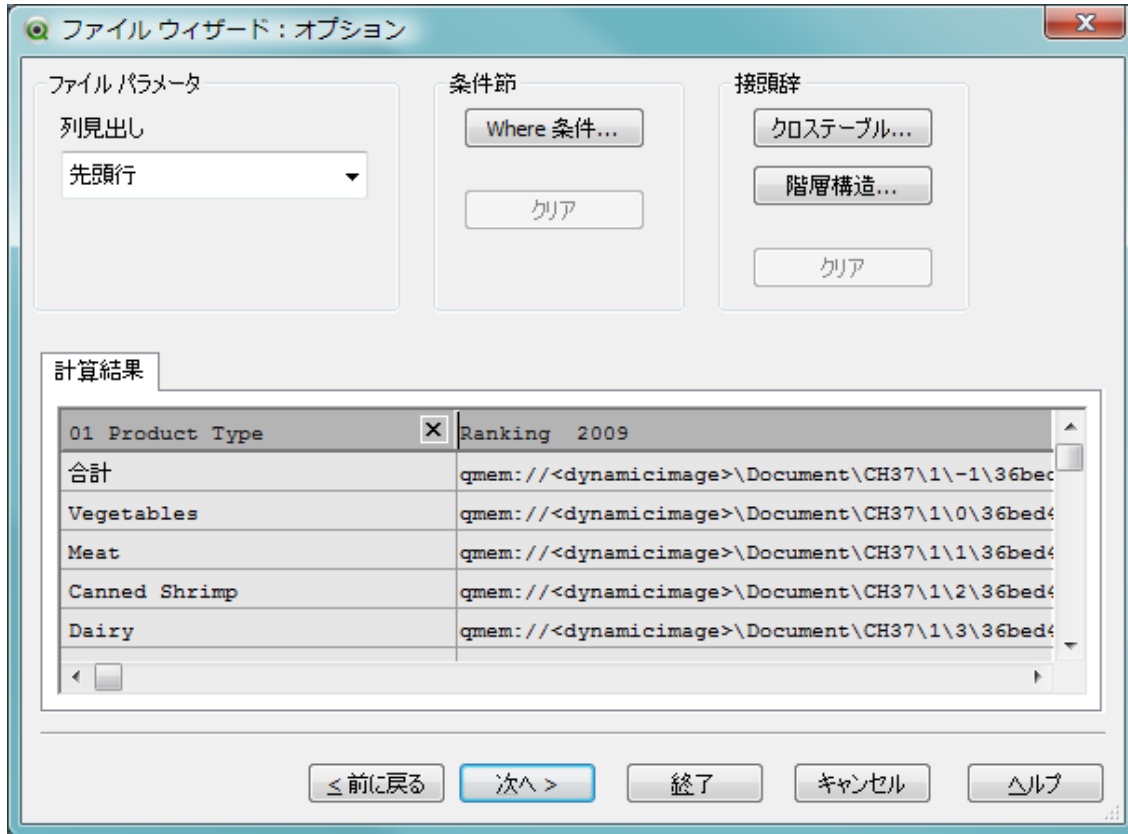 ファイル ウィザード : オプション
ファイル パラメータ
列見出し
先頭行
条件節
Where 条件...
クリア
接頭辞
クロステーブル...
階層構造...
クリア
計算結果
01 Product Type Ranking 2009
合計 qmem://<dynamicimage>\Document\CH37\1\-1\36bed
Vegetables qmem://<dynamicimage>\Document\CH37\1\0\36bed4
Meat qmem://<dynamicimage>\Document\CH37\1\1\36bed4
Canned Shrimp qmem://<dynamicimage>\Document\CH37\1\2\36bed4
Dairy qmem://<dynamicimage>\Document\CH37\1\3\36bed4
< 前に戻る 次へ > 終了 キャンセル ヘルプ